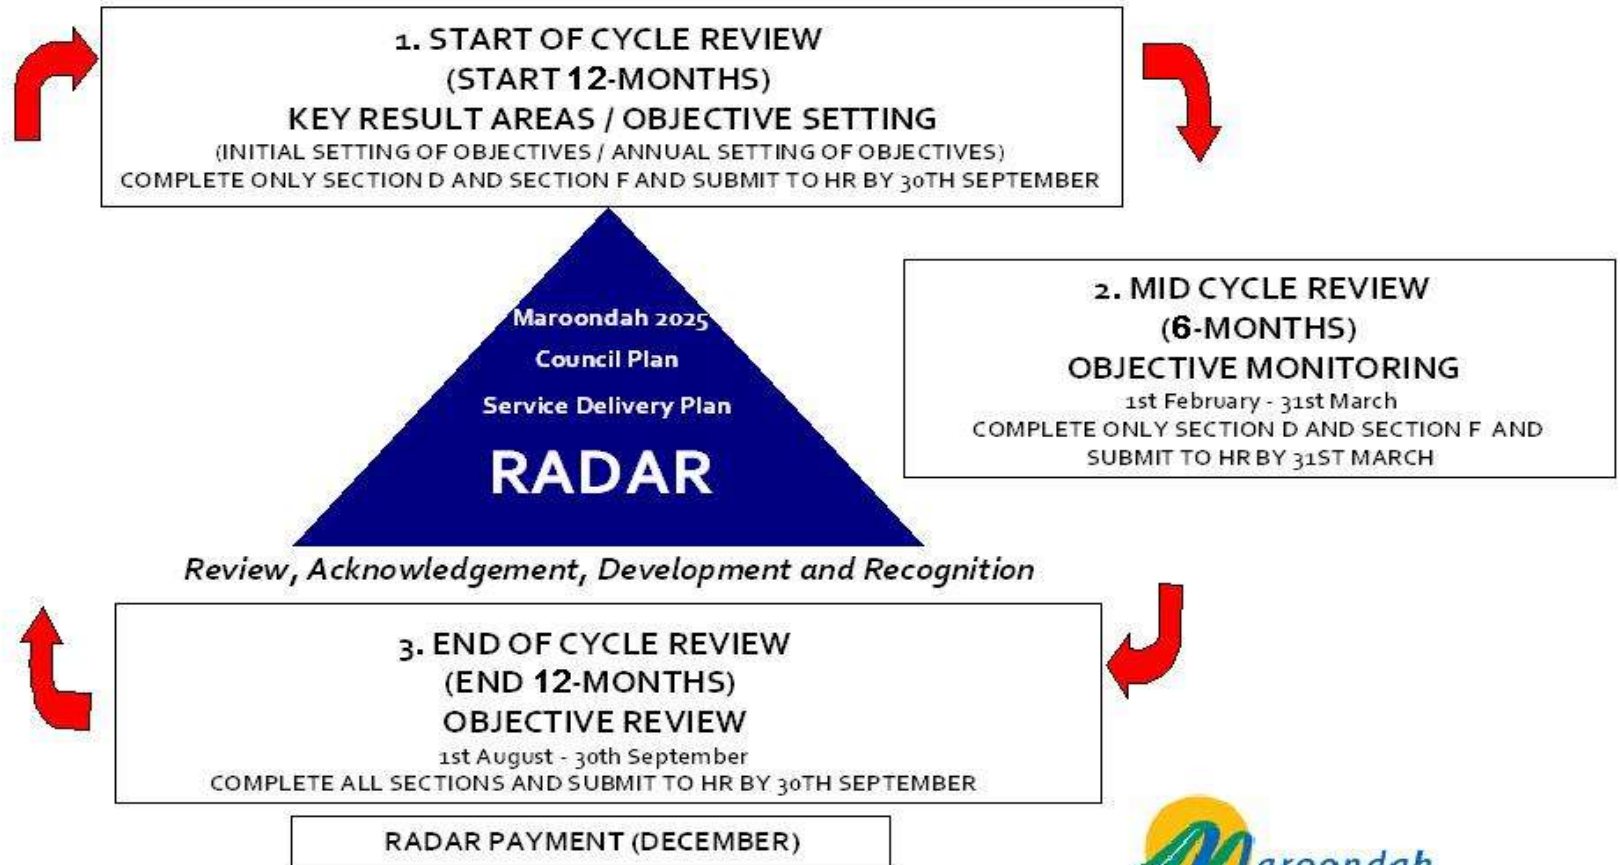 1. START OF CYCLE REVIEW
(START 12-MONTHS)
KEY RESULT AREAS / OBJECTIVE SETTING
(INITIAL SETTING OF OBJECTIVES / ANNUAL SETTING OF OBJECTIVES)
COMPLETE ONLY SECTION D AND SECTION F AND SUBMIT TO HR BY 30TH SEPTEMBER
Maroondah 2025
Council Plan
Service Delivery Plan
RADAR
2. MID CYCLE REVIEW
(6-MONTHS)
OBJECTIVE MONITORING
1st February - 31st March
COMPLETE ONLY SECTION D AND SECTION F AND
SUBMIT TO HR BY 31ST MARCH
Review, Acknowledgement, Development and Recognition
3. END OF CYCLE REVIEW
(END 12-MONTHS)
OBJECTIVE REVIEW
1st August - 30th September
COMPLETE ALL SECTIONS AND SUBMIT TO HR BY 30TH SEPTEMBER
RADAR PAYMENT (DECEMBER)
Maroondah